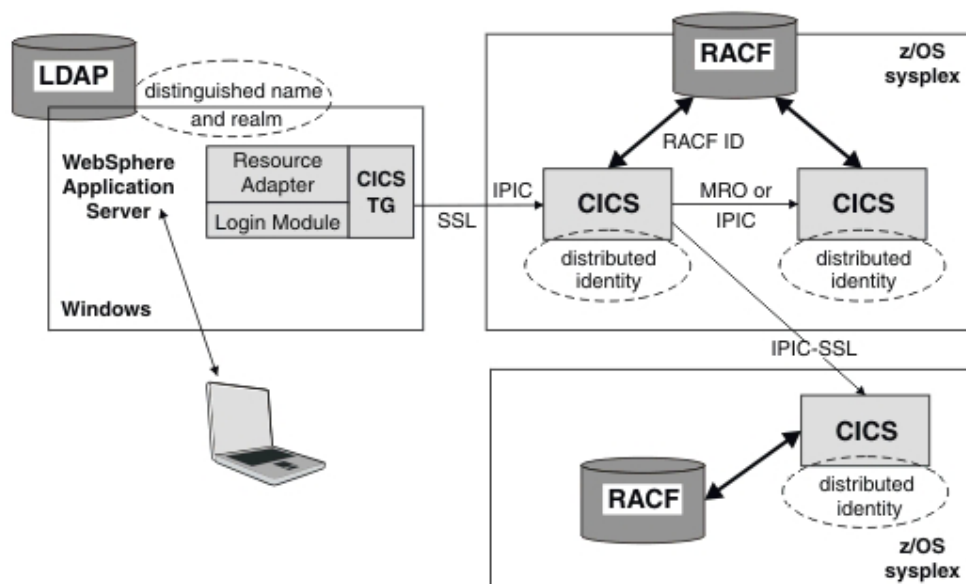 LDAP
distinguished name
and realm
WebSphere
Application
Server
Resource
Adapter
Login Module
CICS
TG
Windows
SSL
IPIC
RACF
z/OS
sysplex
RACF ID
CICS
distributed
identity
MRO or
IPIC
CICS
distributed
identity
IPIC-SSL
CICS
distributed
identity
RACF
z/OS
sysplex